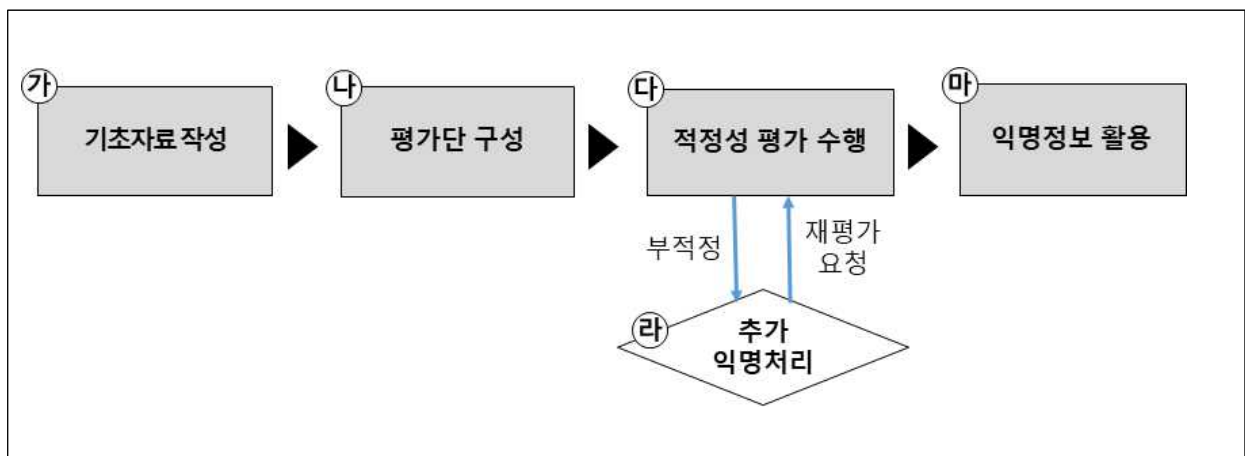 가
기초자료 작성
나
평가단 구성
다
적정성 평가 수행
마
익명정보 활용
부적정
재평가
요청
라
추가
익명처리